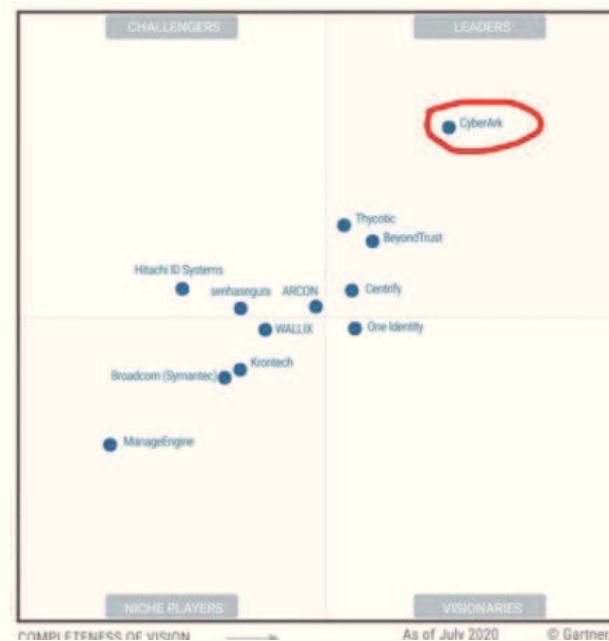 CHALLENGERS
LEADERS
CyberArk
Thycotic
BeyondTrust
Hitachi ID Systems
senhasegura
ARCON
Centrify
WALLIX
One Identity
Krontech
Broadcom (Symantec)
ManageEngine
NICHE PLAYERS
VISIONARIES
COMPLETENESS OF VISION
As of July 2020
© Gartner